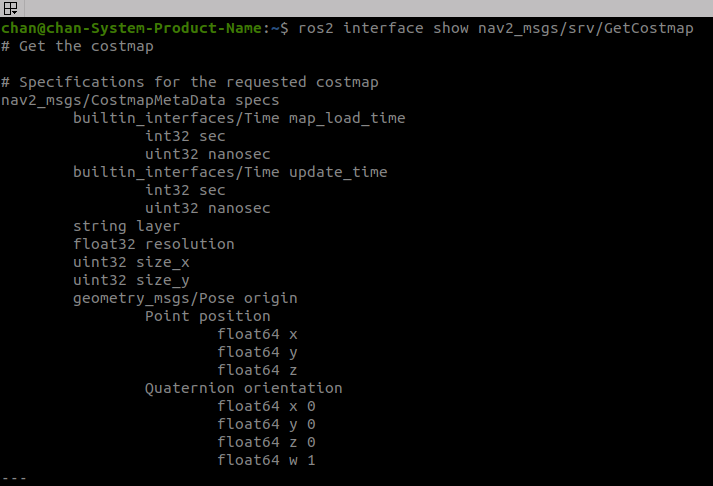 chan@chan-System-Product-Name:~$ ros2 interface show nav2_msgs/srv/GetCostmap
# Get the costmap

# Specifications for the requested costmap
nav2_msgs/CostmapMetaData specs
        builtin_interfaces/Time map_load_time
                int32 sec
                uint32 nanosec
        builtin_interfaces/Time update_time
                int32 sec
                uint32 nanosec
        string layer
        float32 resolution
        uint32 size_x
        uint32 size_y
        geometry_msgs/Pose origin
                Point position
                        float64 x
                        float64 y
                        float64 z
                Quaternion orientation
                        float64 x 0
                        float64 y 0
                        float64 z 0
                        float64 w 1
---